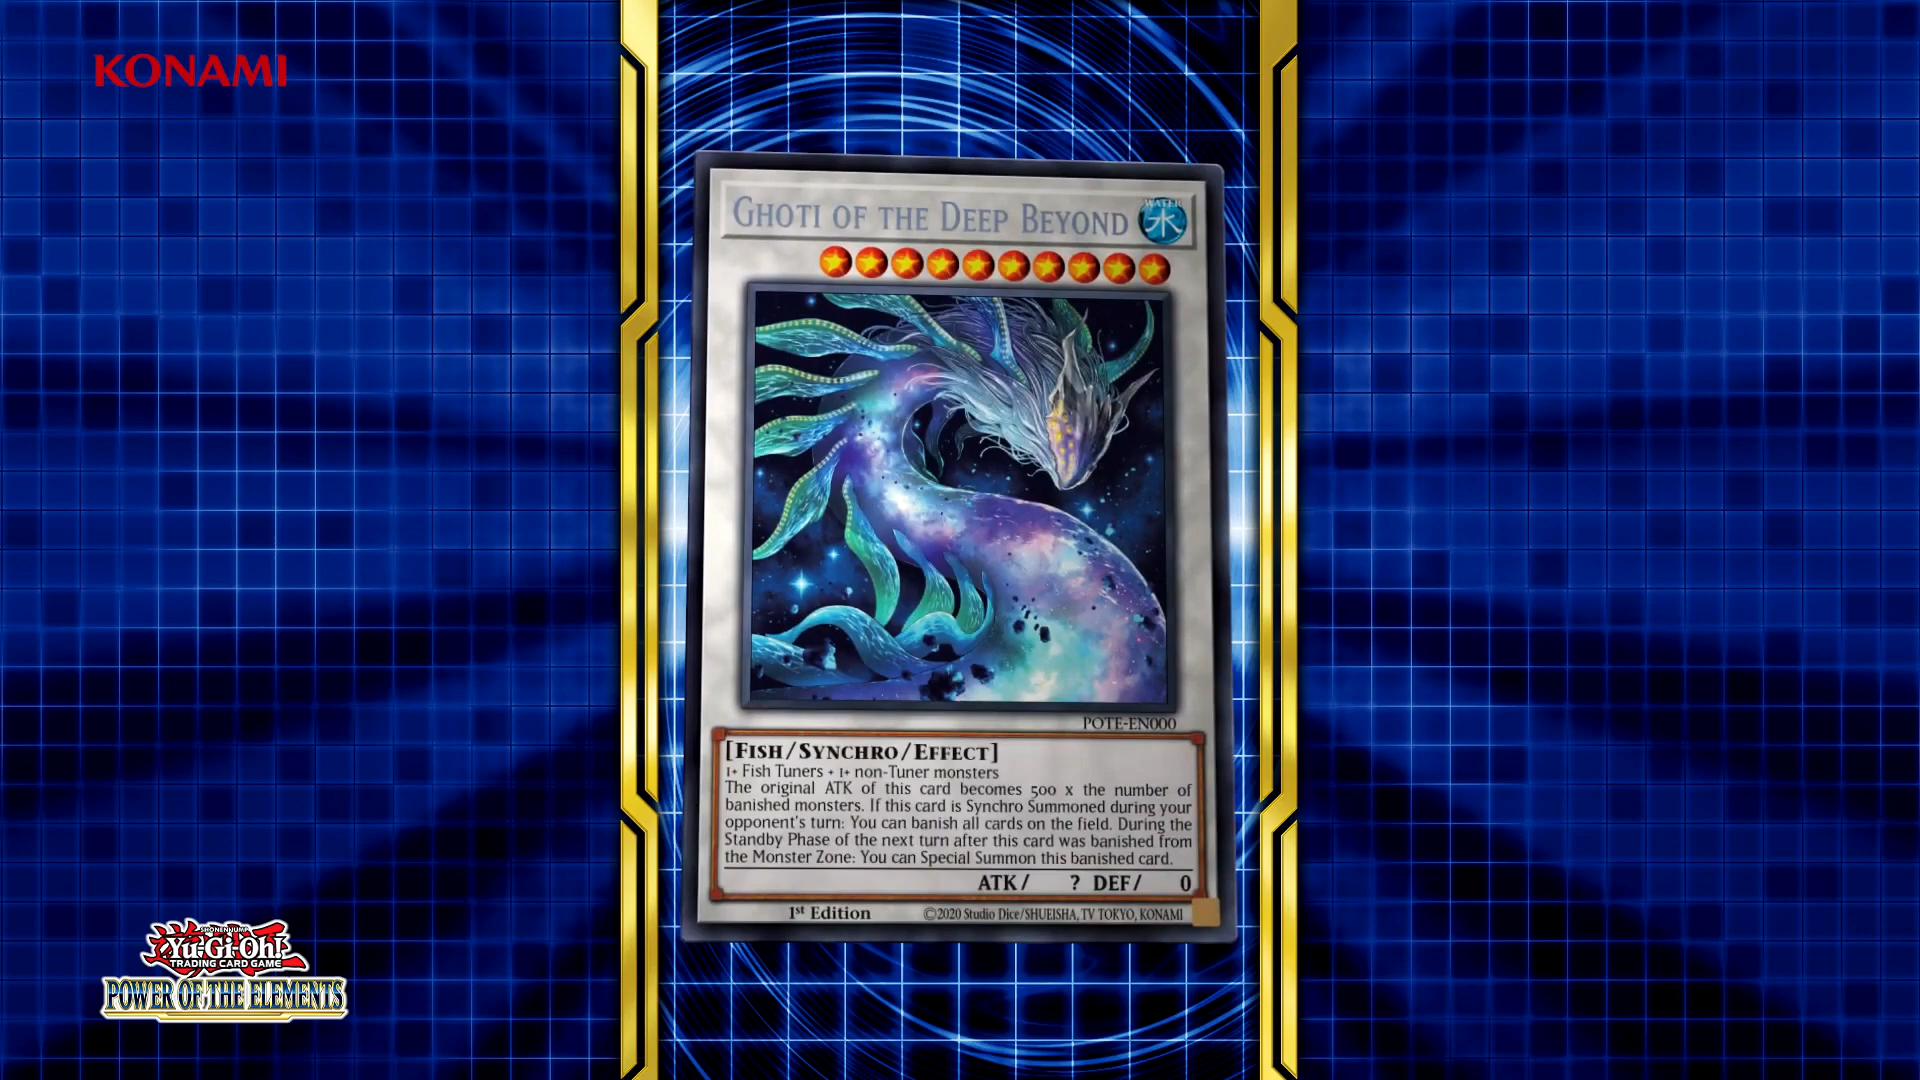 KONAMI
GHOTI OF THE DEEP BEYOND
WATER
水
POTE-EN000
[FISH/SYNCHRO/EFFECT]
1+ Fish Tuners + 1+ non-Tuner monsters
The original ATK of this card becomes 500 x the number of
banished monsters. If this card is Synchro Summoned during your
opponent's turn: You can banish all cards on the field. During the
Standby Phase of the next turn after this card was banished from
the Monster Zone: You can Special Summon this banished card.
ATK/ ? DEF/ 0
1st Edition ©2020 Studio Dice/SHUEISHA, TV TOKYO, KONAMI
SHONEN JUMP
Yu-Gi-Oh!
TRADING CARD GAME
POWER OF THE ELEMENTS